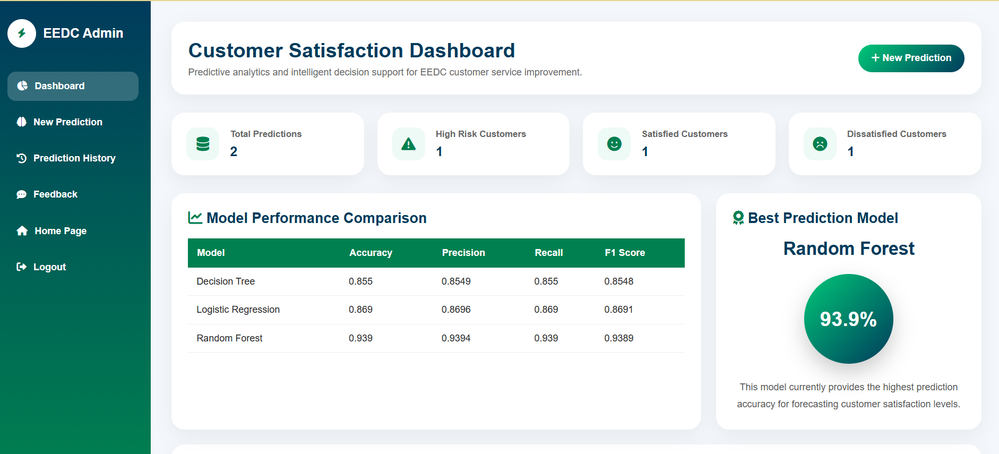 EEDC Admin
Dashboard
New Prediction
Prediction History
Feedback
Home Page
Logout
Customer Satisfaction Dashboard
Predictive analytics and intelligent decision support for EEDC customer service improvement.
+ New Prediction
Total Predictions
2
High Risk Customers
1
Satisfied Customers
1
Dissatisfied Customers
1
Model Performance Comparison
Model Accuracy Precision Recall F1 Score
Decision Tree 0.855 0.8549 0.855 0.8548
Logistic Regression 0.869 0.8696 0.869 0.8691
Random Forest 0.939 0.9394 0.939 0.9389
Best Prediction Model
Random Forest
93.9%
This model currently provides the highest prediction
accuracy for forecasting customer satisfaction levels.